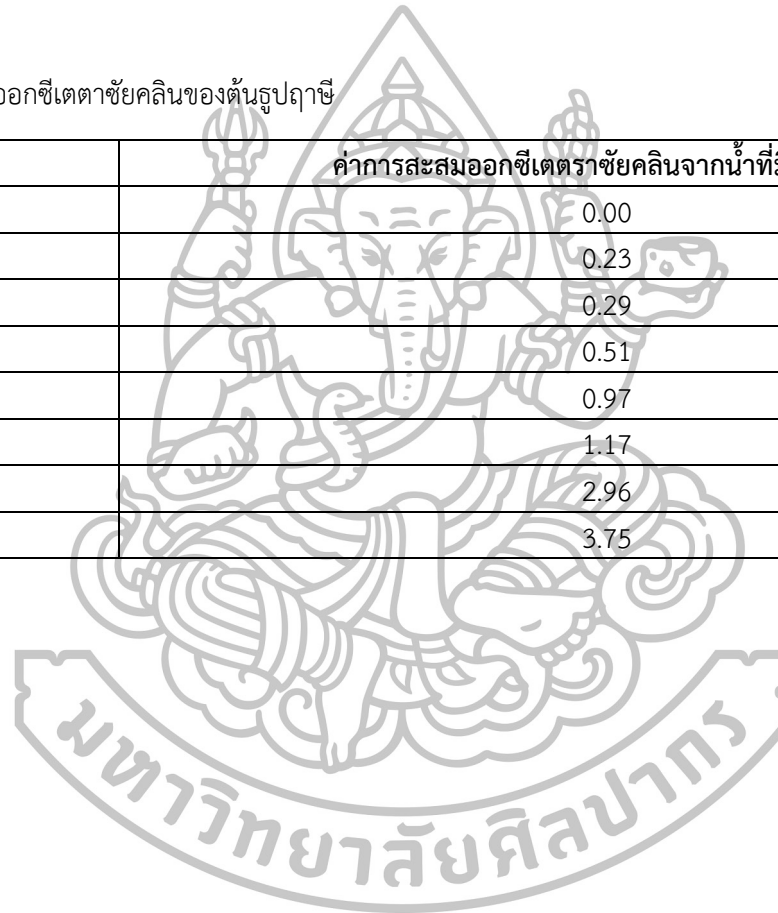 ออกซีเตตาซัยคลินของต้นธูปฤาษี
ค่าการสะสมออกซีเตตราซัยคลินจากน้ำที่
0.00
0.23
0.29
0.51
0.97
1.17
2.96
3.75
มหาวิทยาลัยศิลปากร